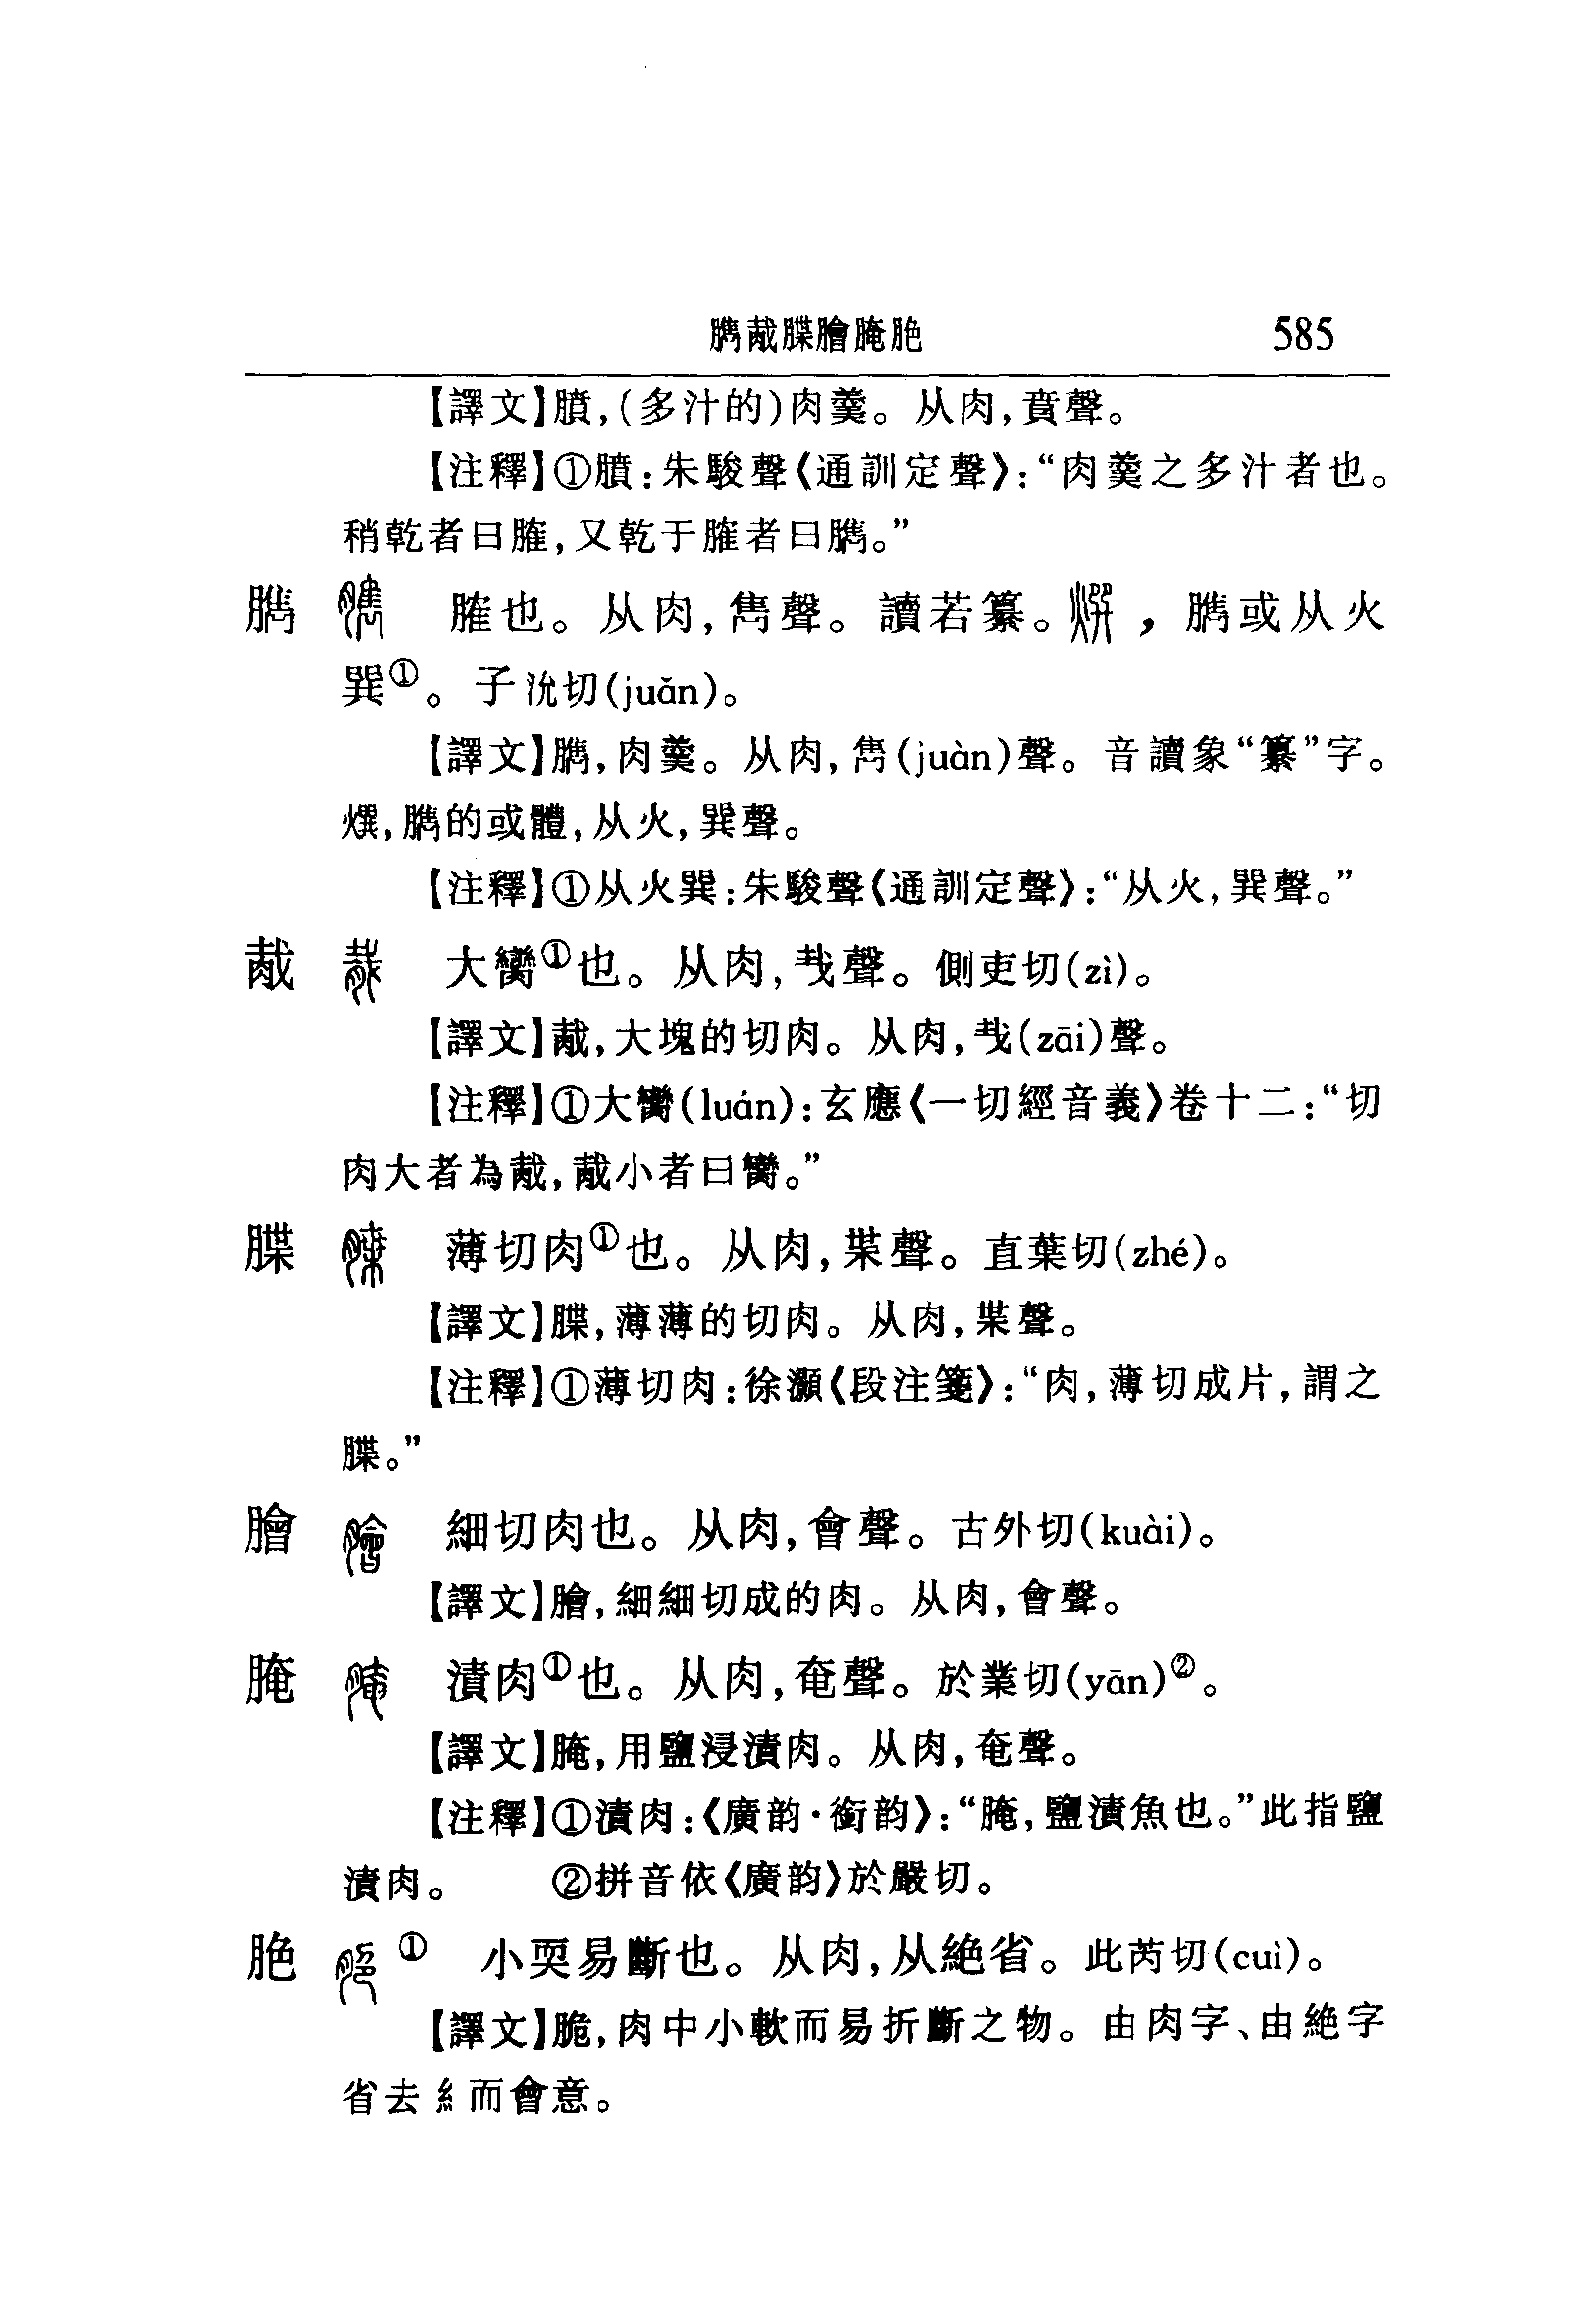 臇胾腜膾腌脃 585
【譯文】膹,(多汁的)肉羹。从肉,賁聲。
【注釋】①膹:朱駿聲《通訓定聲》:“肉羹之多汁者也。
稍乾者曰䐹,又乾于䐹者曰臇。”
臇 䐹也。从肉,雋聲。讀若纂。 ,臇或从火
巽①。子沇切(juǎn)。
【譯文】臇,肉羹。从肉,雋(juàn)聲。音讀象“纂”字。
㷷,臇的或體,从火,巽聲。
【注釋】①从火巽:朱駿聲《通訓定聲》:“从火,巽聲。”
胾 大臠①也。从肉,𢦏聲。側吏切(zì)。
【譯文】胾,大塊的切肉。从肉,𢦏(zāi)聲。
【注釋】①大臠(luán):玄應《一切經音義》卷十二:“切
肉大者為胾,胾小者曰臠。”
牒 薄切肉①也。从肉,枼聲。直葉切(zhé)。
【譯文】䐑,薄薄的切肉。从肉,枼聲。
【注釋】①薄切肉:徐灝《段注箋》:“肉,薄切成片,謂之
䐑。”
膾 細切肉也。从肉,會聲。古外切(kuài)。
【譯文】膾,細細切成的肉。从肉,會聲。
腌 漬肉①也。从肉,奄聲。於業切(yān)②。
【譯文】腌,用鹽浸漬肉。从肉,奄聲。
【注釋】①漬肉:《廣韵·銜韵》:“腌,鹽漬魚也。”此指鹽
漬肉。 ②拼音依《廣韵》於嚴切。
脃 ① 小耎易斷也。从肉,从絶省。此芮切(cuì)。
【譯文】脆,肉中小軟而易折斷之物。由肉字、由絶字
省去糹而會意。